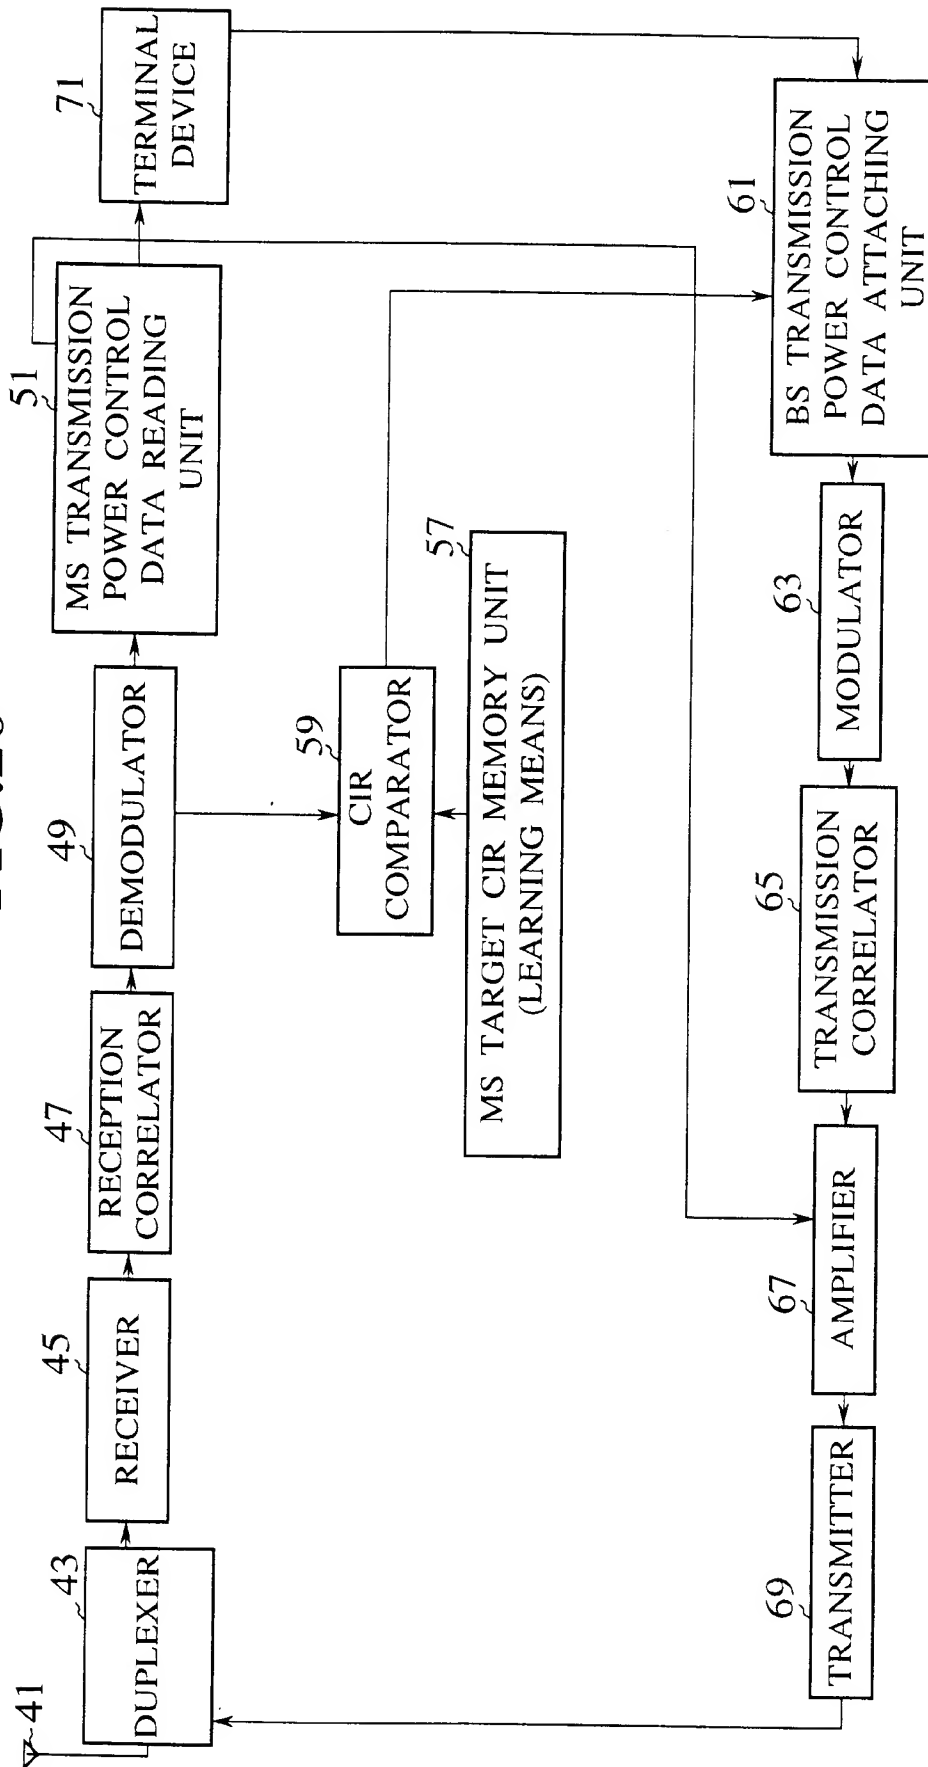 41
43
DUPLEXER
45
RECEIVER
47
RECEPTION
CORRELATOR
49
DEMODULATOR
51
MS TRANSMISSION
POWER CONTROL
DATA READING
UNIT
71
TERMINAL
DEVICE
59
CIR
COMPARATOR
57
MS TARGET CIR MEMORY UNIT
(LEARNING MEANS)
69
TRANSMITTER
67
AMPLIFIER
65
TRANSMISSION
CORRELATOR
63
MODULATOR
61
BS TRANSMISSION
POWER CONTROL
DATA ATTACHING
UNIT